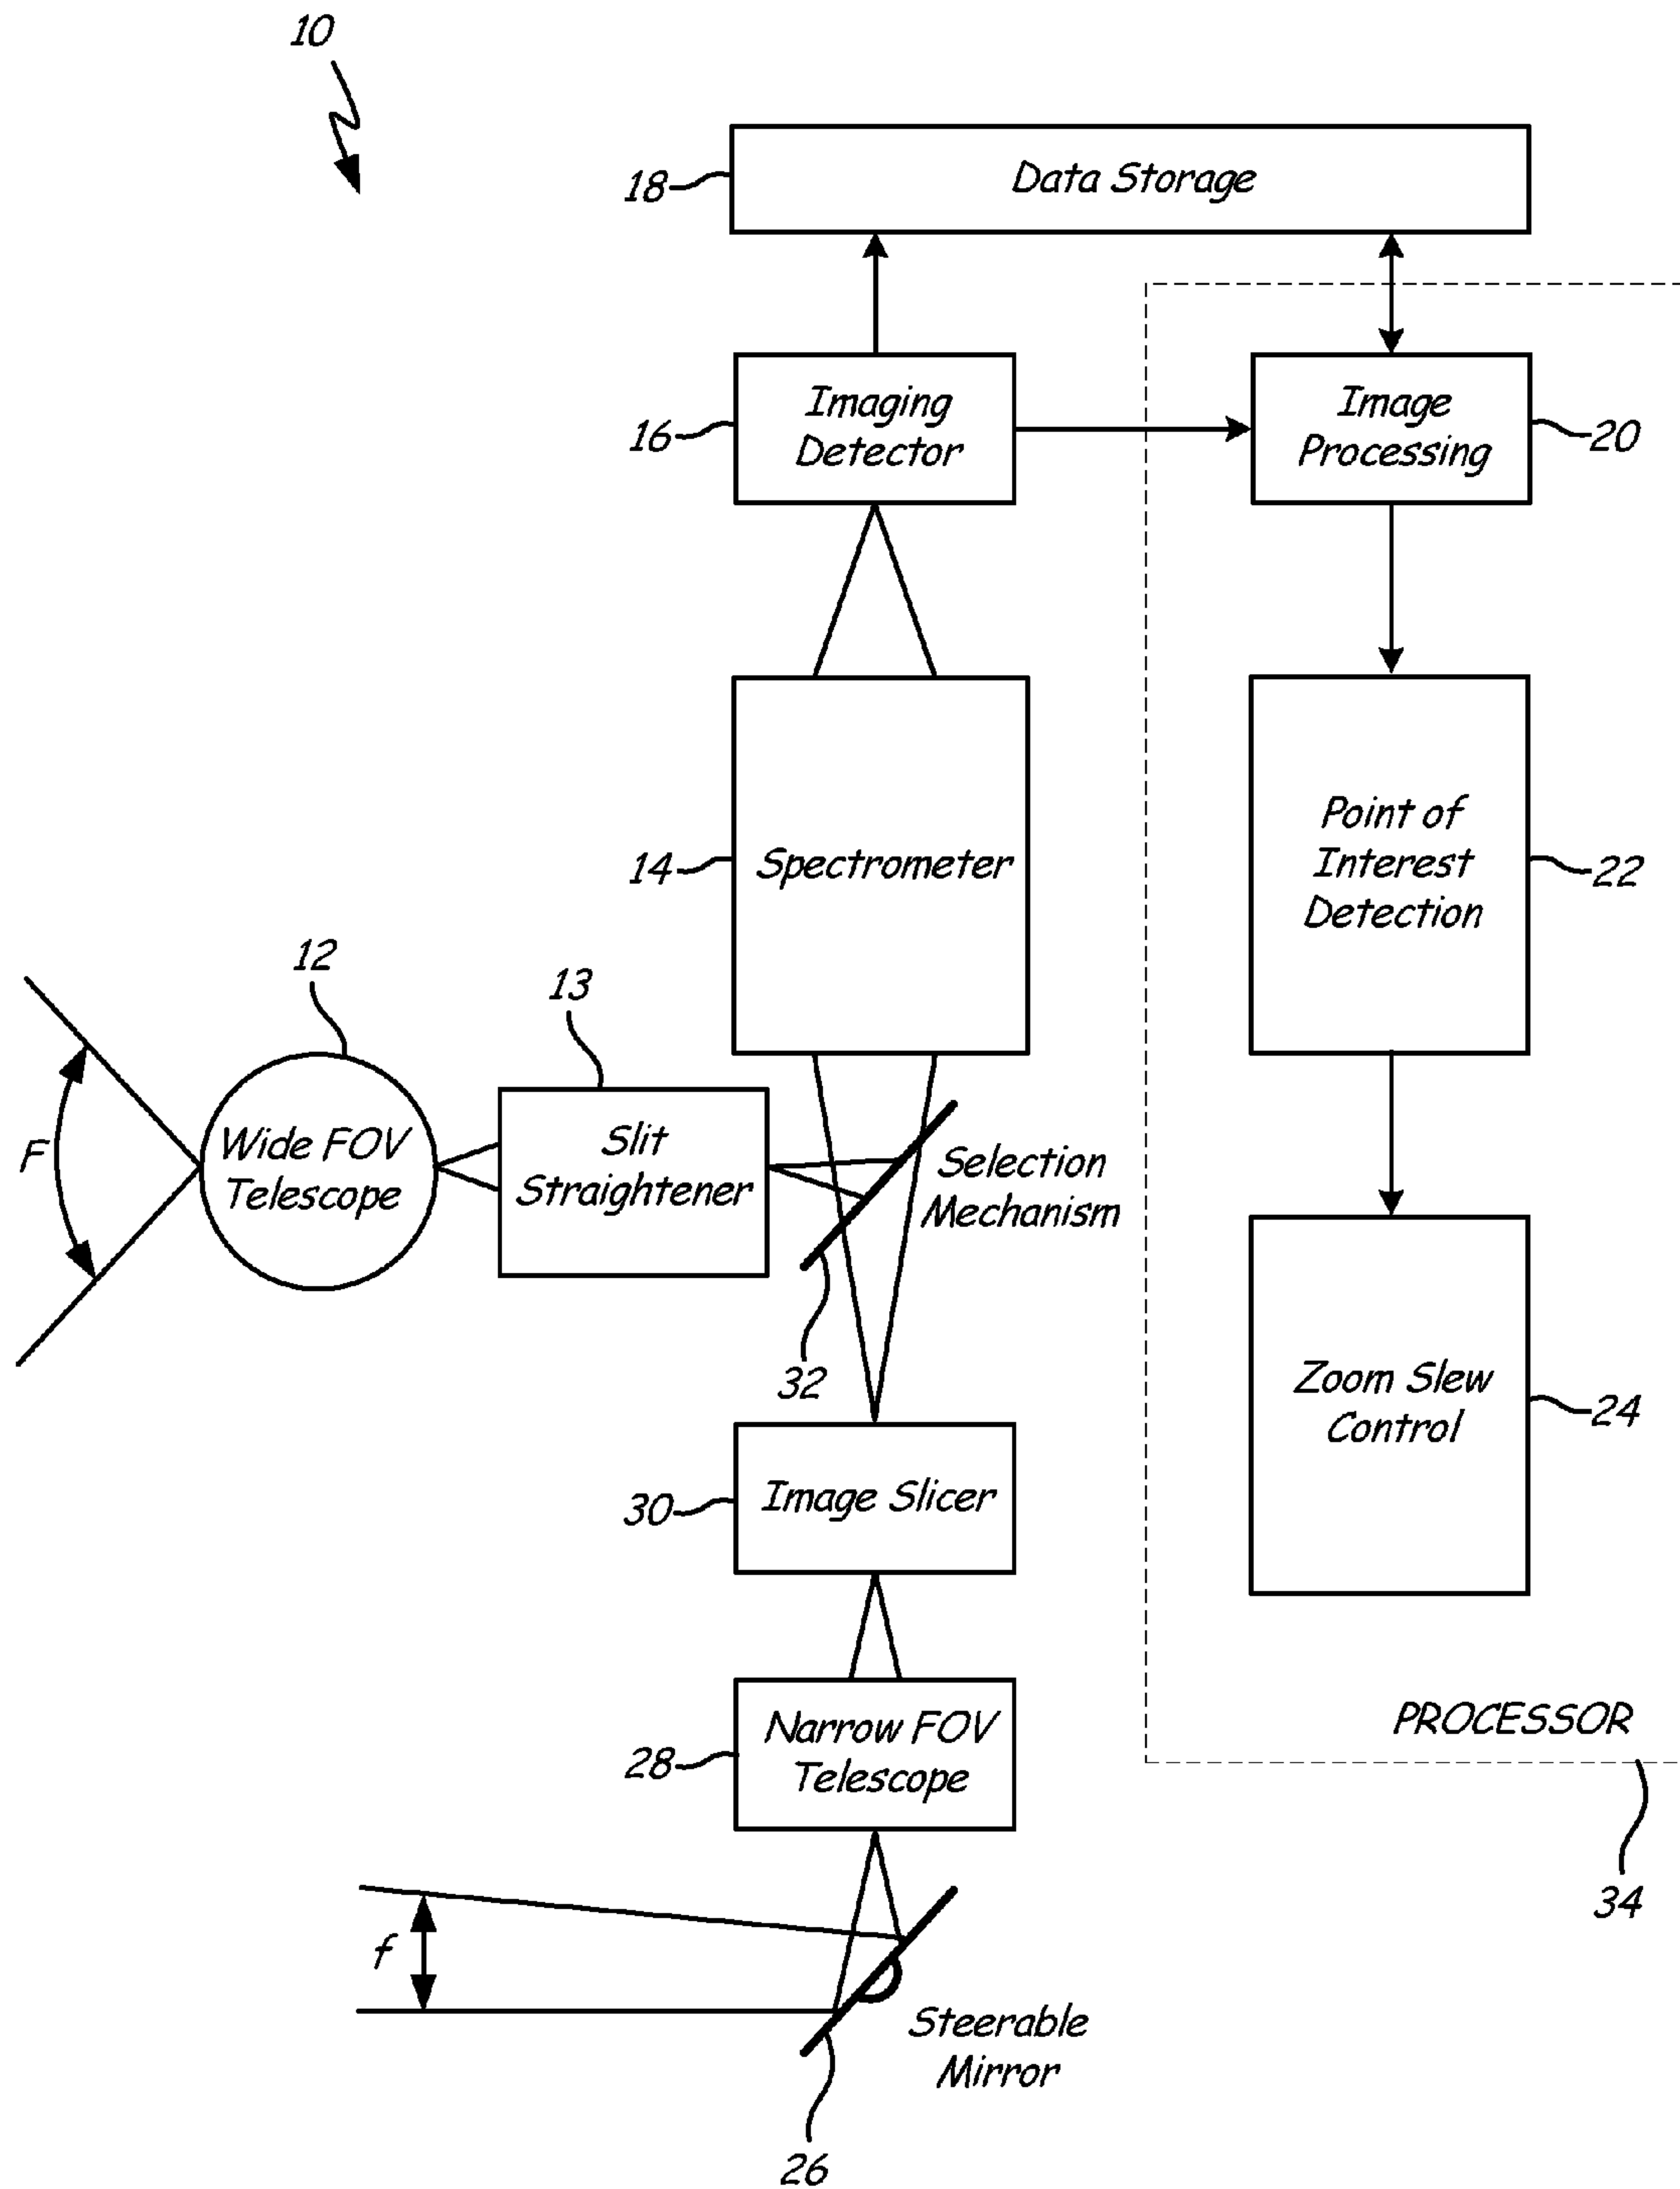 10
18
Data Storage
16
Imaging
Detector
Image
Processing
20
14
Spectrometer
Point of
Interest
Detection
22
12
13
F
Wide FOV
Telescope
Slit
Straightener
Selection
Mechanism
32
Zoom Slew
Control
24
30
Image Slicer
28
Narrow FOV
Telescope
PROCESSOR
34
f
Steerable
Mirror
26